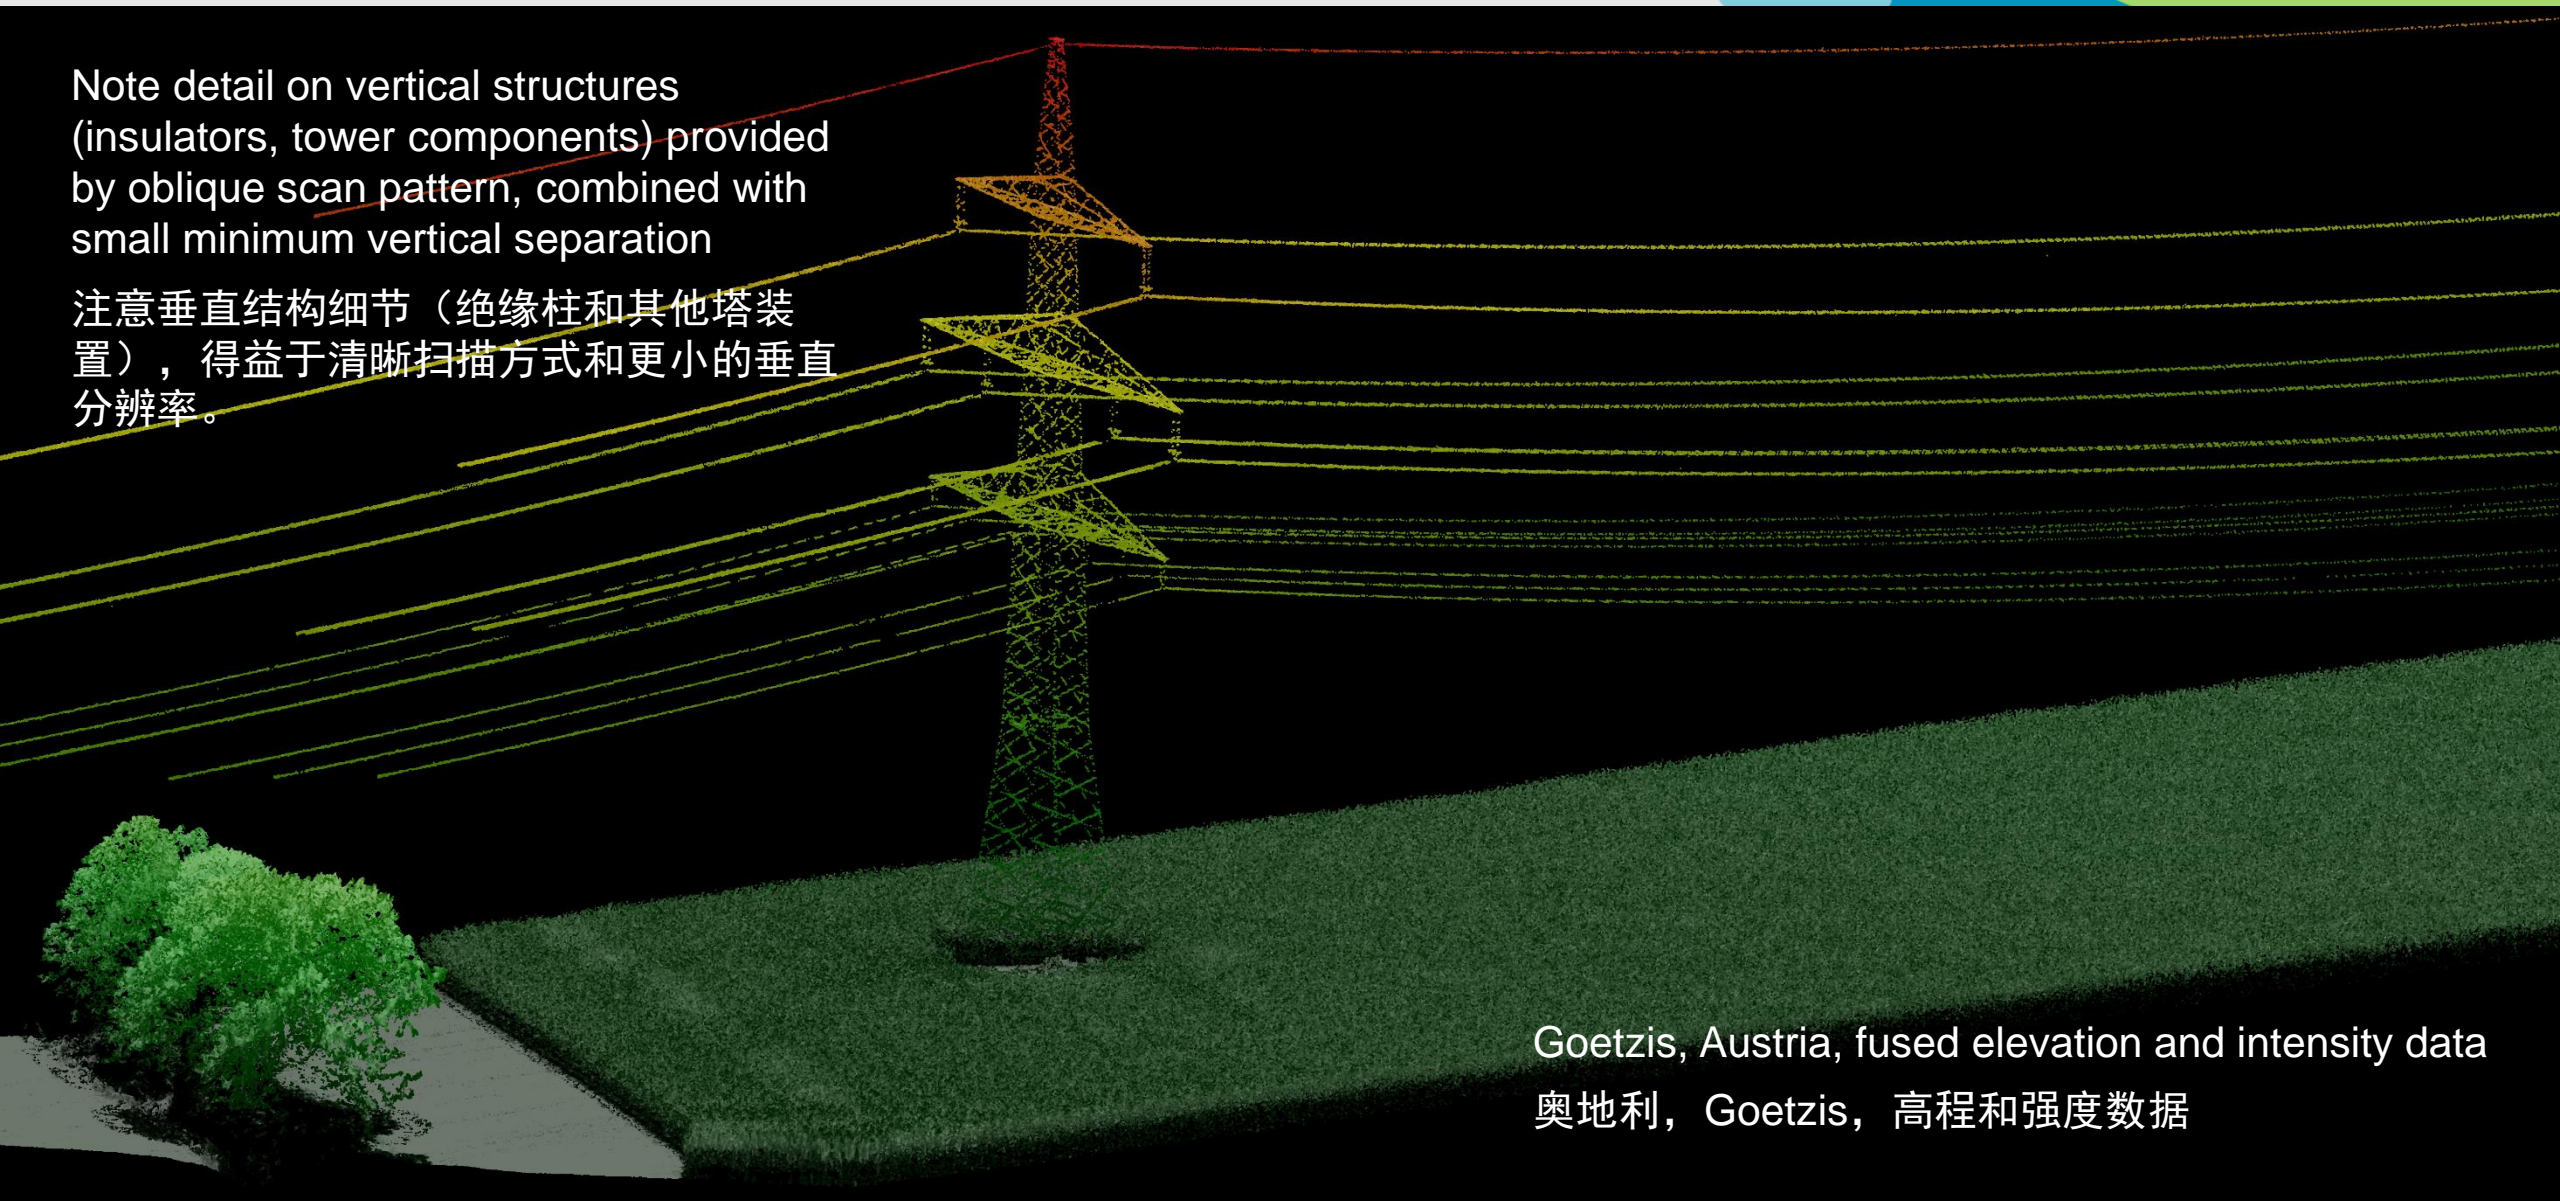 Note detail on vertical structures
(insulators, tower components) provided
by oblique scan pattern, combined with
small minimum vertical separation
注意垂直结构细节（绝缘柱和其他塔装
置），得益于清晰扫描方式和更小的垂直
分辨率。
Goetzis, Austria, fused elevation and intensity data
奥地利，Goetzis，高程和强度数据